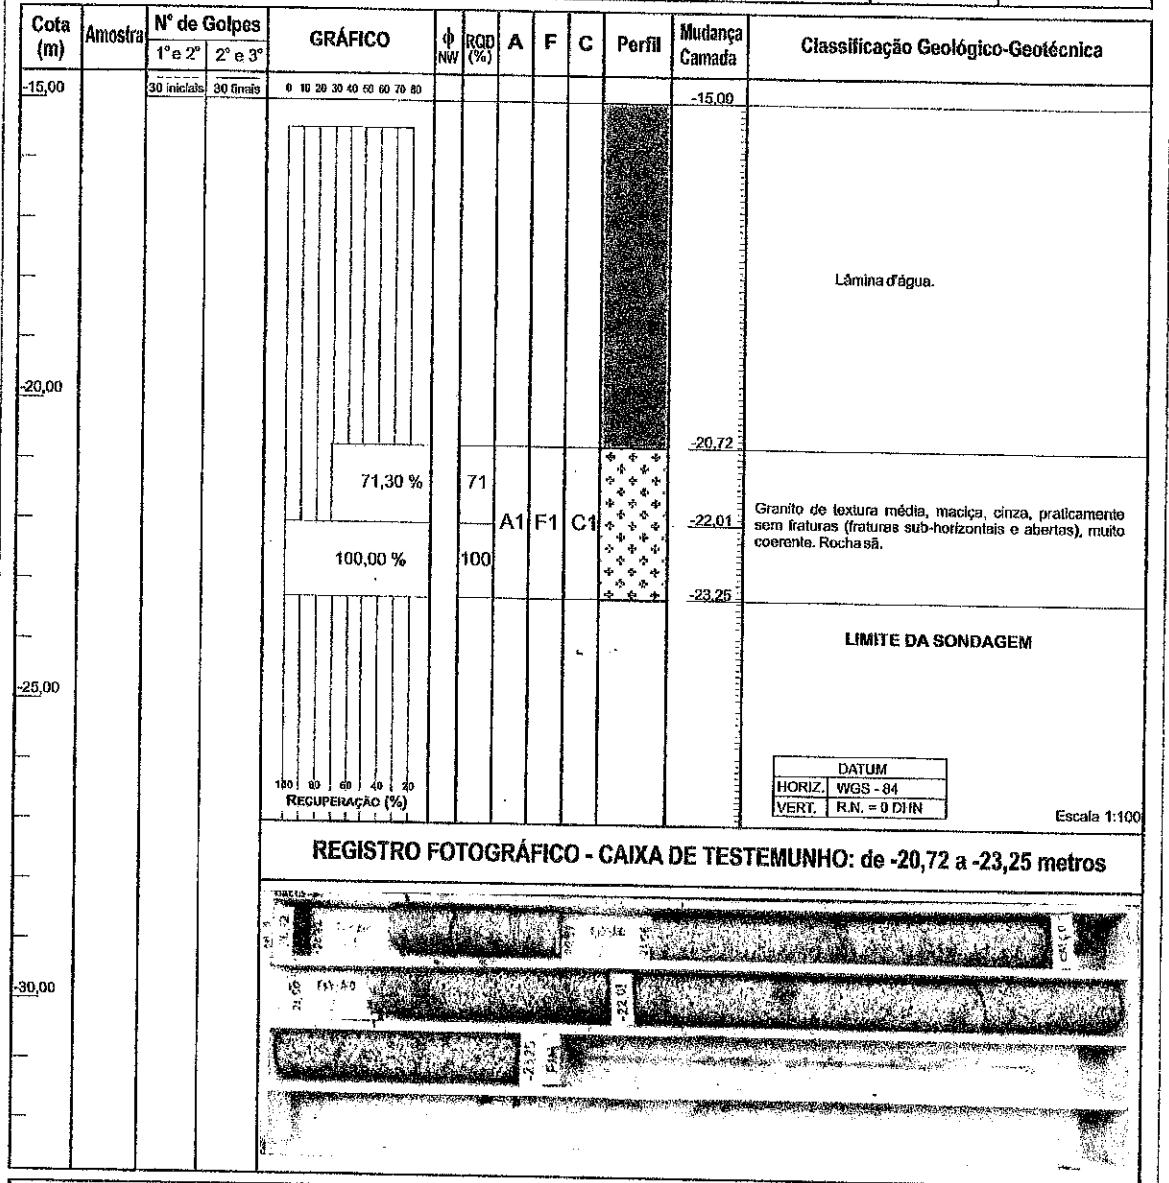 Cota (m)
Amostra
Nº de Golpes
1º e 2º
2º e 3º
30 iniciais
30 finais
GRÁFICO
0 10 20 30 40 50 60 70 80
ϕ NW
RQD (%)
A
F
C
Perfil
Mudança Camada
Classificação Geológico-Geotécnica
-15,00
-15,00
Lâmina d'água.
-20,00
-20,72
71,30 %
71
A1
F1
C1
-22,01
Granito de textura média, maciça, cinza, praticamente
sem fraturas (fraturas sub-horizontais e abertas), muito
coerente. Rocha sã.
100,00 %
100
-23,25
LIMITE DA SONDAGEM
-25,00
DATUM
HORIZ. WGS - 84
VERT. R.N. = 0 DHN
100 80 60 40 20
RECUPERAÇÃO (%)
Escala 1:100
REGISTRO FOTOGRÁFICO - CAIXA DE TESTEMUNHO: de -20,72 a -23,25 metros
-30,00
-22,01
-23,25